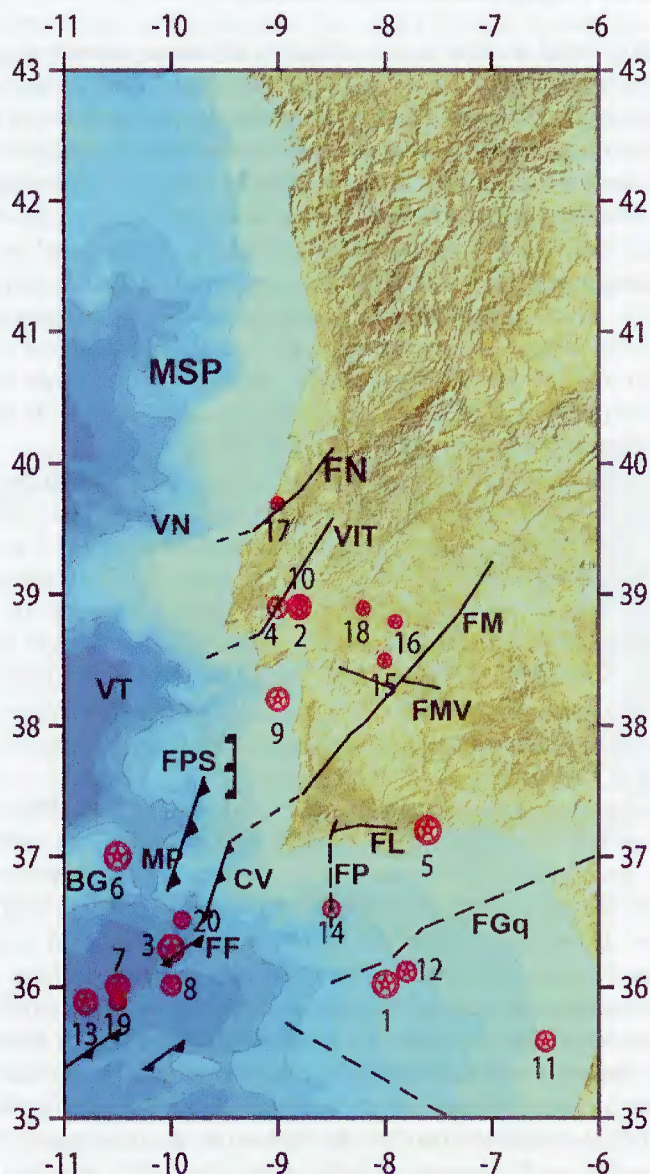 -11 -10 -9 -8 -7 -6
43 43
42 42
41 41
MSP
40 40
FN
VN 17 VIT
39 10 39
4 2 18 16 FM
15
VT FMV
9
38 38
FPS
37 37
BG 6 MP CV FP FL 5
20 FGq
3 FF 14
7 12
36 8 1 36
13 19
11
35 35
-11 -10 -9 -8 -7 -6